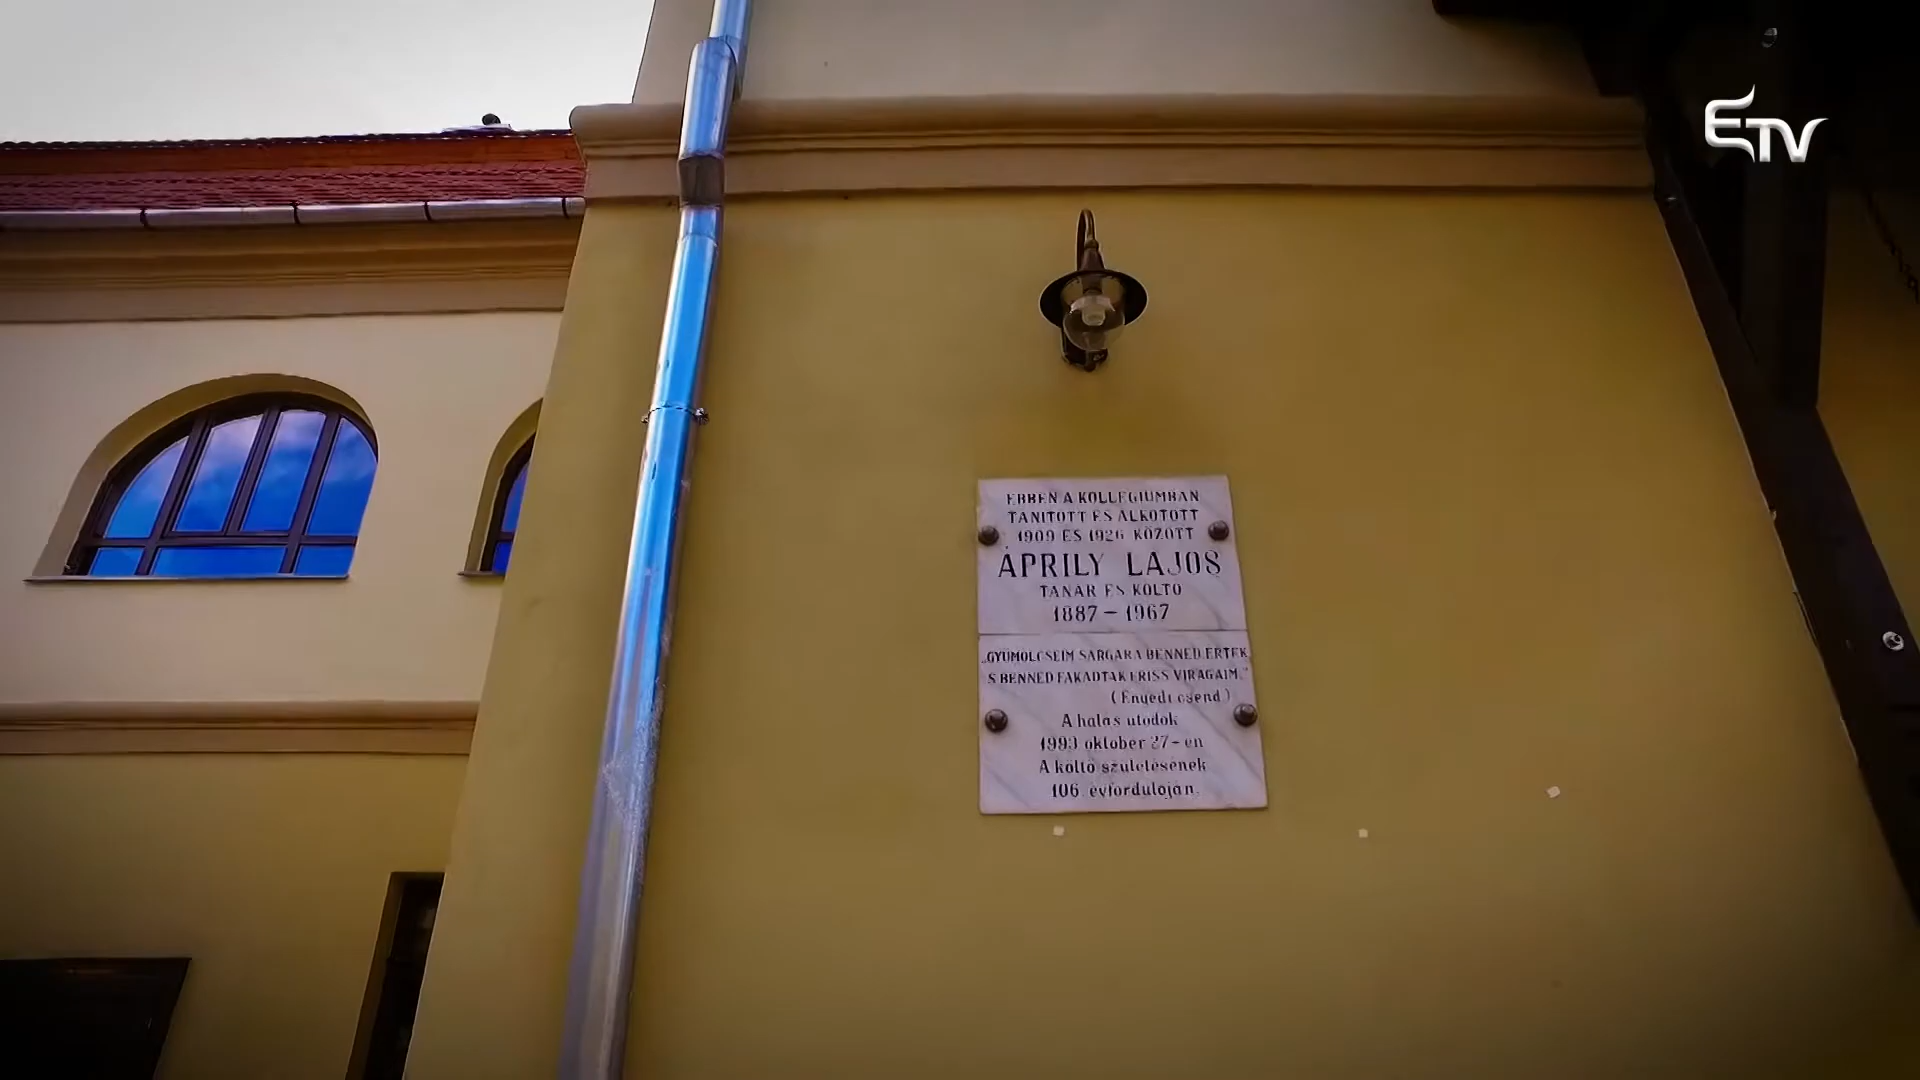 ETV
EBBEN A KOLLÉGIUMBAN
TANÍTOTT ÉS ALKOTOTT
1909 ÉS 1926 KÖZÖTT
ÁPRILY LAJOS
TANÁR ÉS KÖLTŐ
1887 – 1967
„GYÜMÖLCSEIM SÁRGÁRA BENNED ÉRTEK,
S BENNED FAKADTAK FRISS VIRÁGAIM."
(Enyedi csend)
A hálás utódok
1993 október 27-én
A költő születésének
106. évfordulóján.